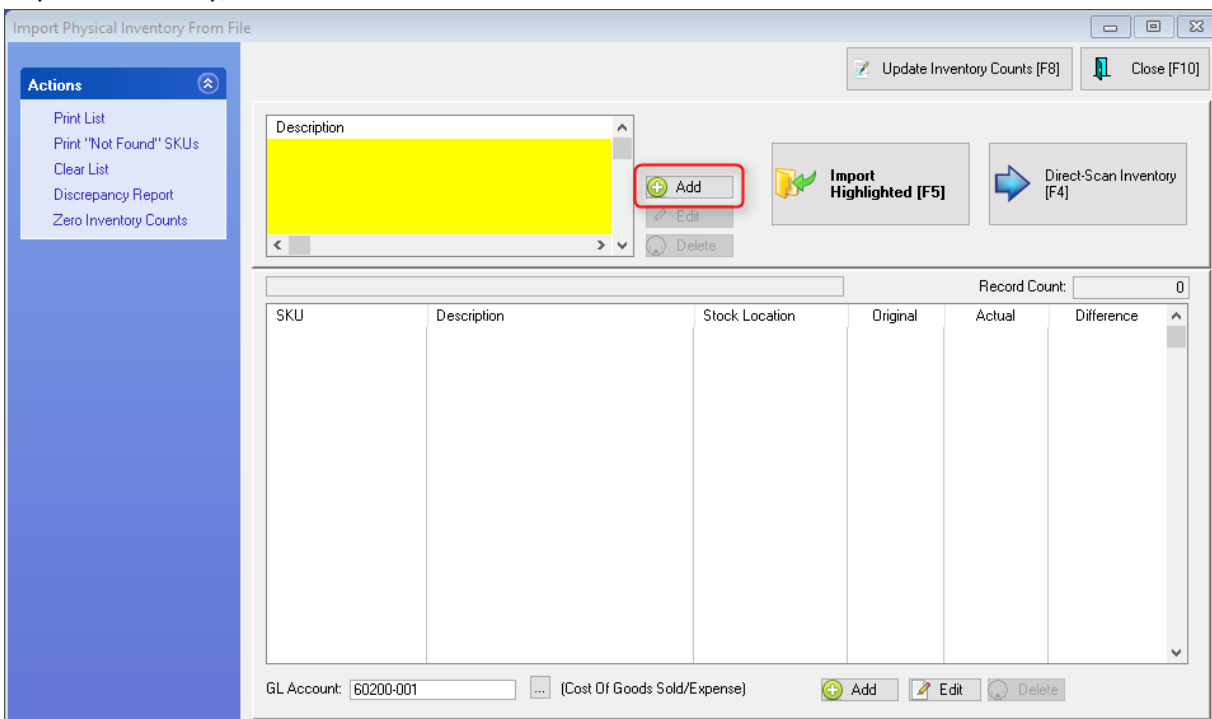 Import Physical Inventory From File
Update Inventory Counts [F8]
Close [F10]
Actions
Print List
Print "Not Found" SKUs
Clear List
Discrepancy Report
Zero Inventory Counts
Description
Add
Edit
Delete
Import
Highlighted [F5]
Direct-Scan Inventory
[F4]
Record Count: 0
SKU Description Stock Location Original Actual Difference
GL Account: 60200-001 ... (Cost Of Goods Sold/Expense) Add Edit Delete